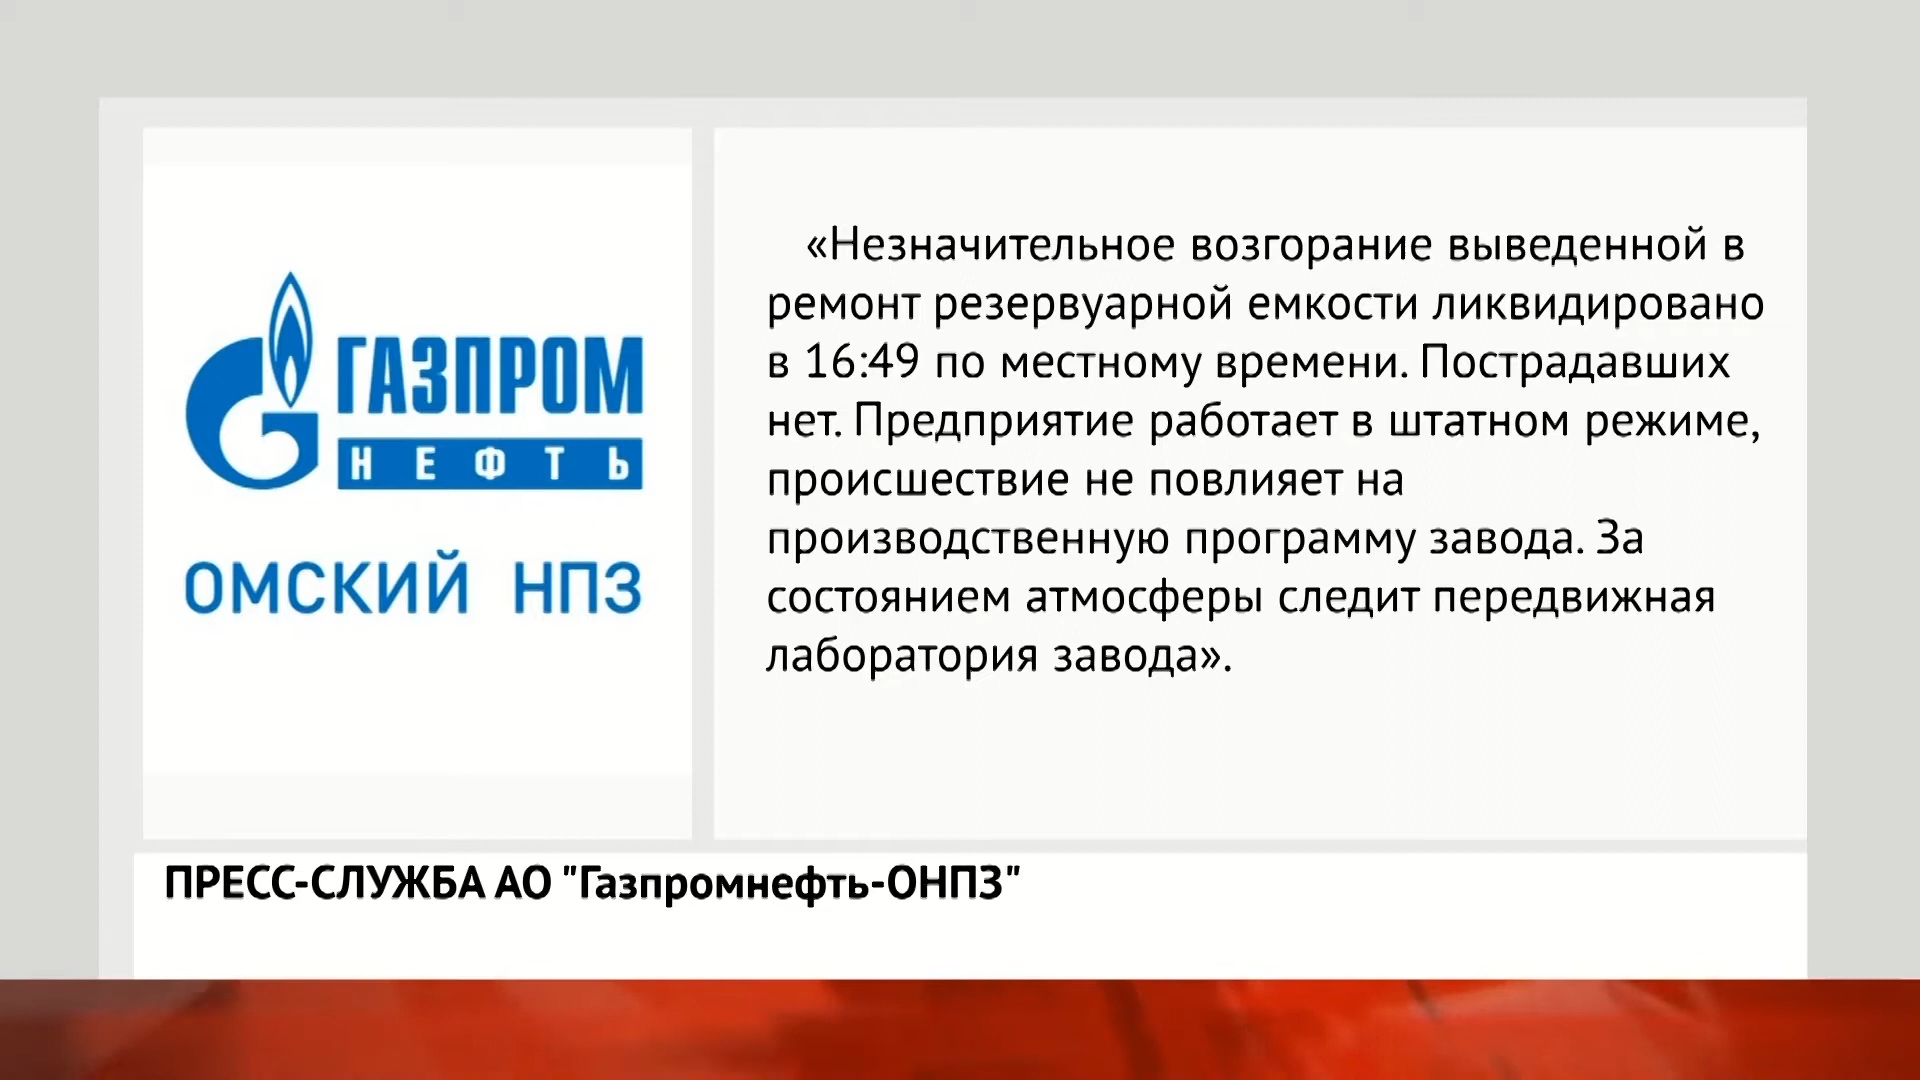 ГАЗПРОМ
НЕФТЬ
ОМСКИЙ НПЗ
«Незначительное возгорание выведенной в
ремонт резервуарной емкости ликвидировано
в 16:49 по местному времени. Пострадавших
нет. Предприятие работает в штатном режиме,
происшествие не повлияет на
производственную программу завода. За
состоянием атмосферы следит передвижная
лаборатория завода».
ПРЕСС-СЛУЖБА АО "Газпромнефть-ОНПЗ"